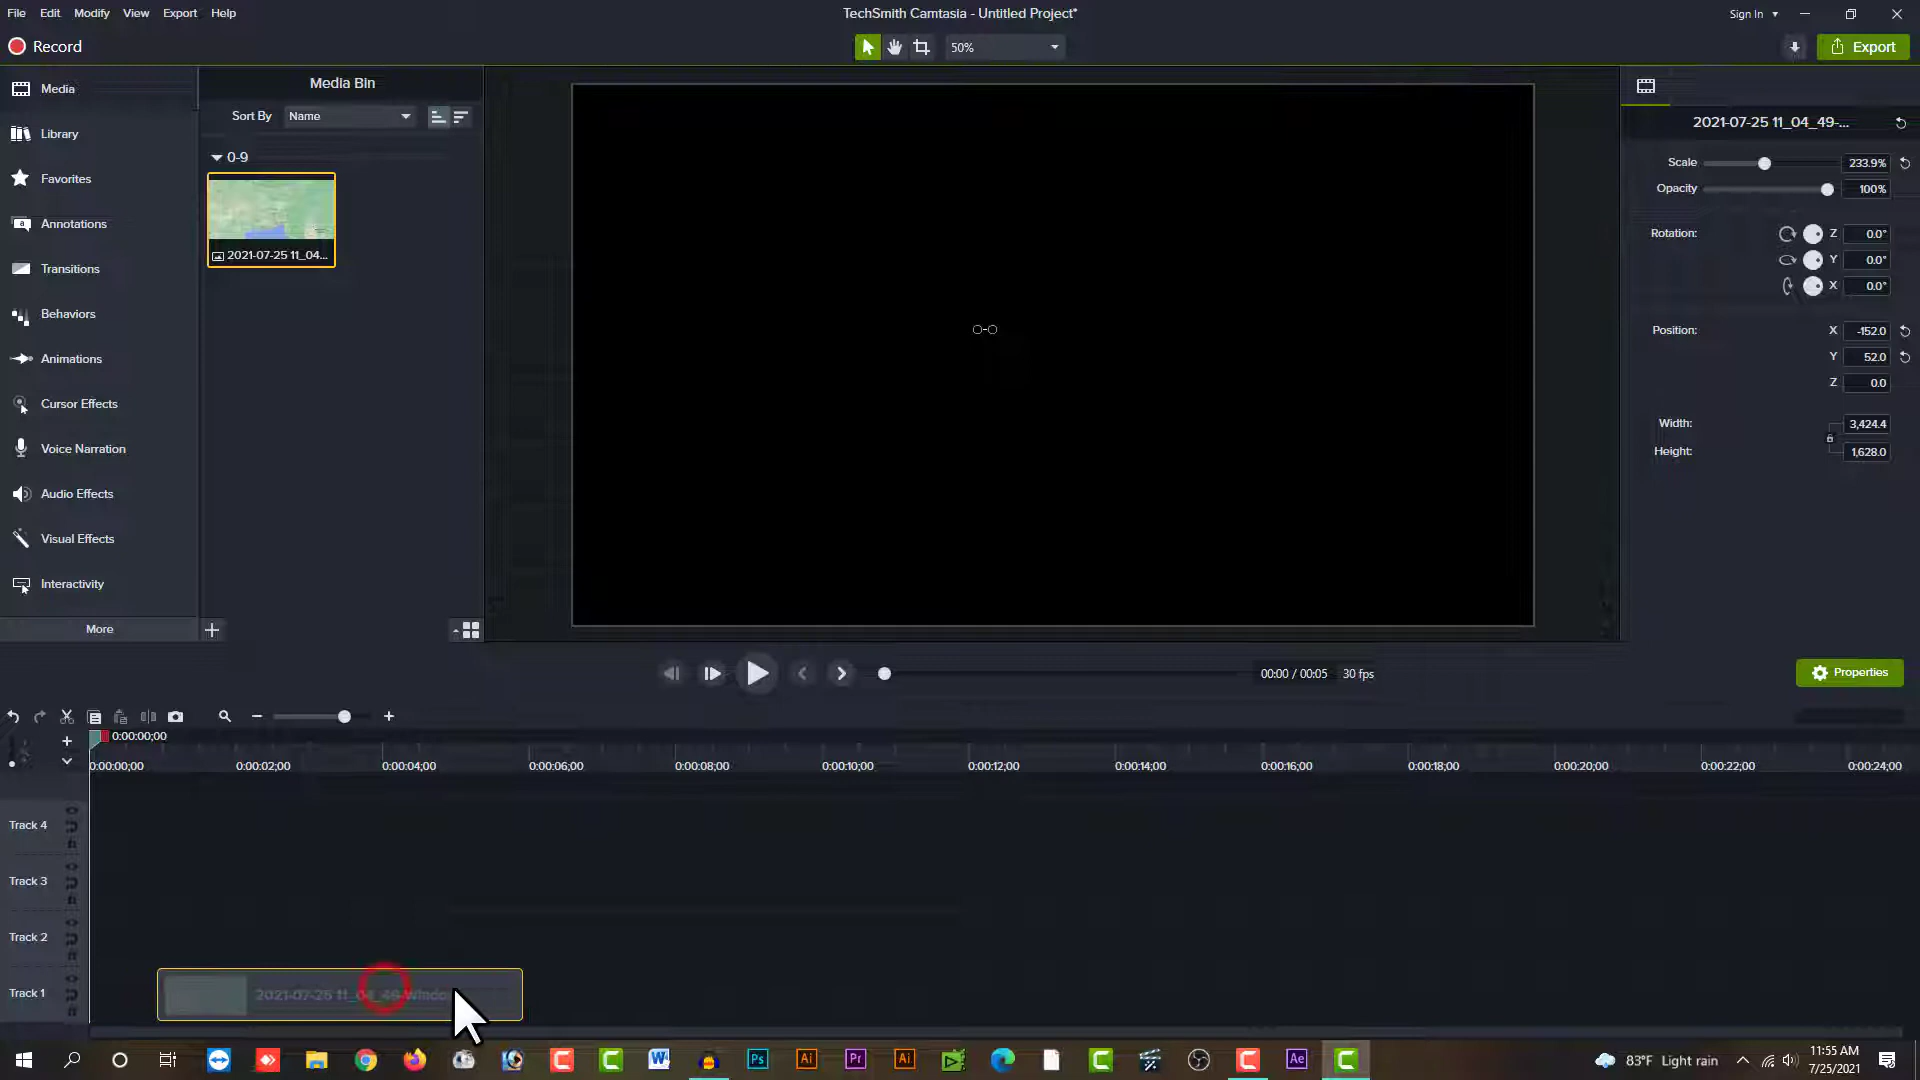 File Edit Modify View Export Help
TechSmith Camtasia - Untitled Project*
Sign In
Record
50%
Export
Media
Library
Favorites
Annotations
Transitions
Behaviors
Animations
Cursor Effects
Voice Narration
Audio Effects
Visual Effects
Interactivity
More
Media Bin
Sort By Name
0-9
2021-07-25 11_04...
2021-07-25 11_04_49-...
Scale 233.9%
Opacity 100%
Rotation: Z 0.0°
Y 0.0°
X 0.0°
Position: X -152.0
Y 52.0
Z 0.0
Width: 3,424.4
Height: 1,628.0
00:00 / 00:05 30 fps
Properties
0:00:00;00
0:00:00;00 0:00:02;00 0:00:04;00 0:00:06;00 0:00:08;00 0:00:10;00 0:00:12;00 0:00:14;00 0:00:16;00 0:00:18;00 0:00:20;00 0:00:22;00 0:00:24;00
Track 4
Track 3
Track 2
Track 1
2021-07-25 11_04_49-Windo
W Ps Ai Pr Ai Ae
83°F Light rain
11:55 AM
7/25/2021